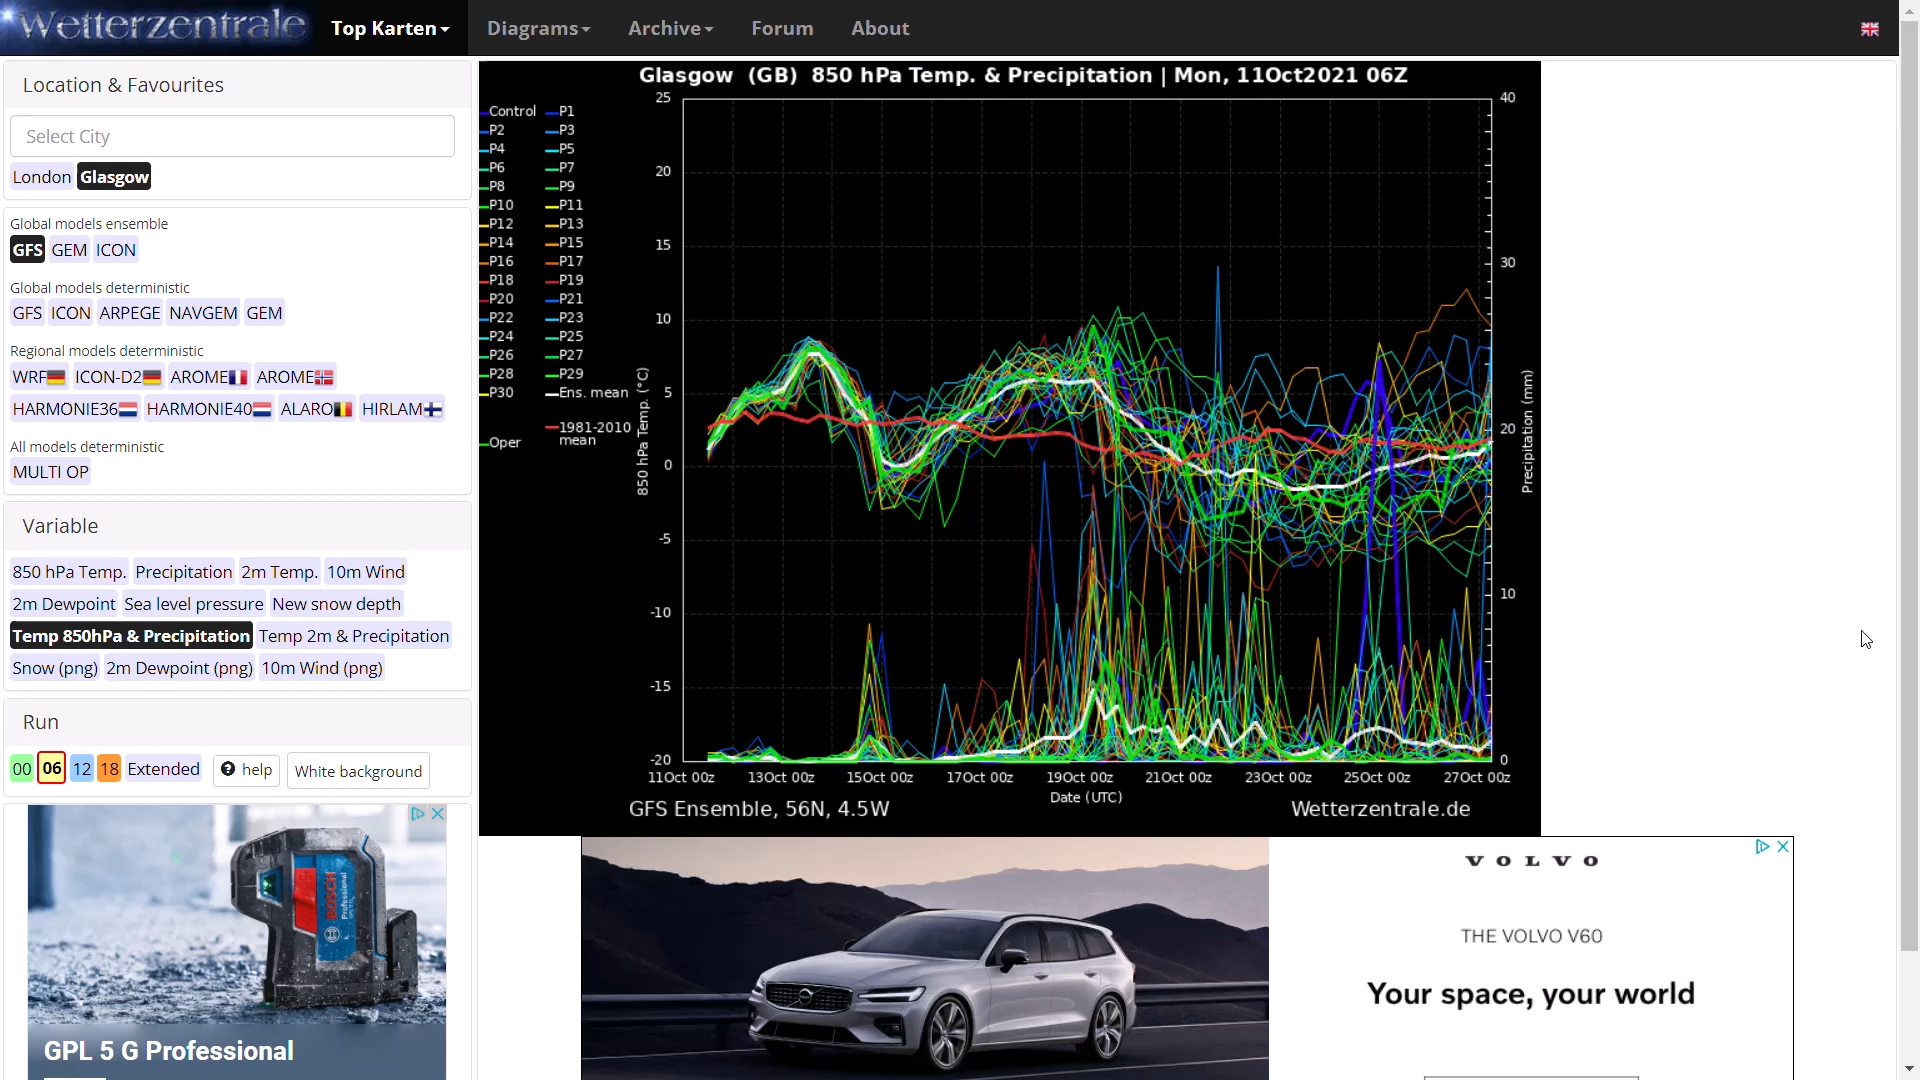 Wetterzentrale Top Karten Diagrams Archive Forum About
Location & Favourites
Select City
London Glasgow
Global models ensemble
GFS GEM ICON
Global models deterministic
GFS ICON ARPEGE NAVGEM GEM
Regional models deterministic
WRF ICON-D2 AROME AROME
HARMONIE36 HARMONIE40 ALARO HIRLAM
All models deterministic
MULTI OP
Variable
850 hPa Temp. Precipitation 2m Temp. 10m Wind
2m Dewpoint Sea level pressure New snow depth
Temp 850hPa & Precipitation Temp 2m & Precipitation
Snow (png) 2m Dewpoint (png) 10m Wind (png)
Run
00 06 12 18 Extended help White background
BOSCH
Professional
GPL 5 G Professional
Glasgow (GB) 850 hPa Temp. & Precipitation | Mon, 11Oct2021 06Z
Control P1
P2 P3
P4 P5
P6 P7
P8 P9
P10 P11
P12 P13
P14 P15
P16 P17
P18 P19
P20 P21
P22 P23
P24 P25
P26 P27
P28 P29
P30 Ens. mean
Oper 1981-2010
mean
850 hPa Temp. (°C)
25
20
15
10
5
0
-5
-10
-15
-20
40
30
20
10
0
Precipitation (mm)
11Oct 00z 13Oct 00z 15Oct 00z 17Oct 00z 19Oct 00z 21Oct 00z 23Oct 00z 25Oct 00z 27Oct 00z
Date (UTC)
GFS Ensemble, 56N, 4.5W Wetterzentrale.de
VOLVO
THE VOLVO V60
Your space, your world